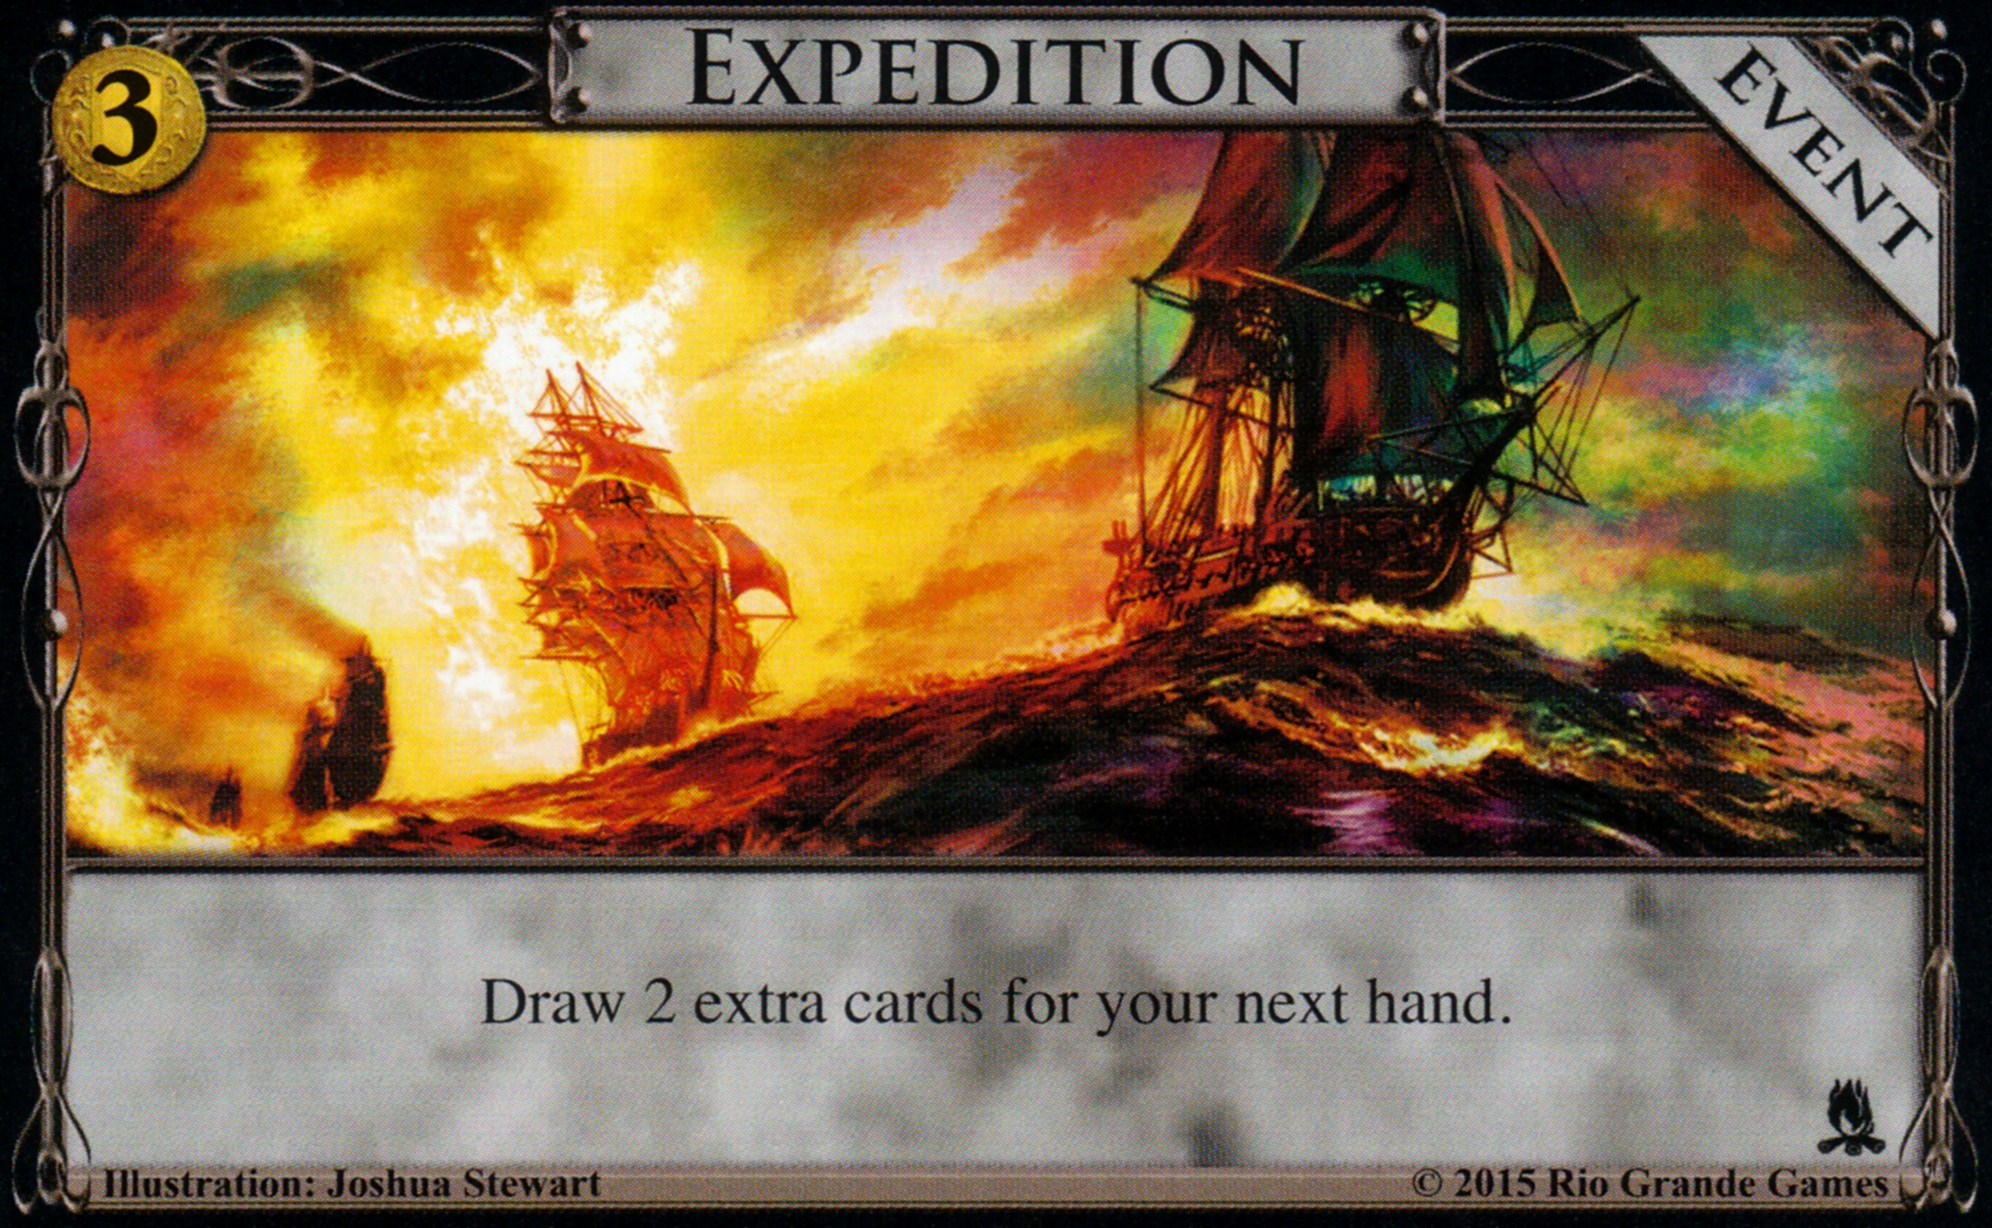 3
EXPEDITION
EVENT
Draw 2 extra cards for your next hand.
Illustration: Joshua Stewart
© 2015 Rio Grande Games